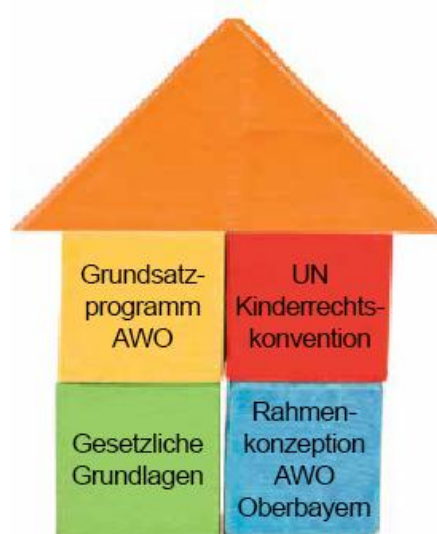 Grundsatz-
programm
AWO
UN
Kinderrechts-
konvention
Gesetzliche
Grundlagen
Rahmen-
konzeption
AWO
Oberbayern